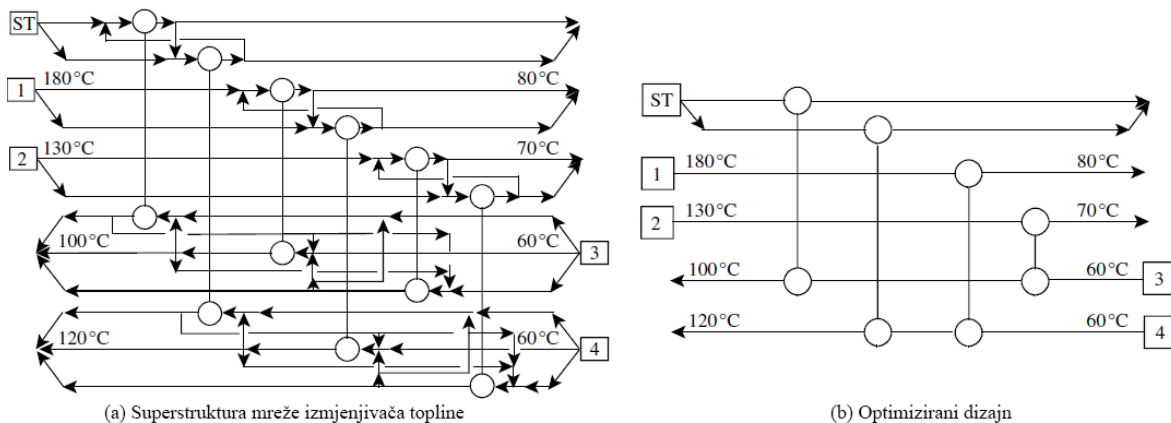 ST
180°C
80°C
1
130°C
70°C
2
100°C
60°C
3
120°C
60°C
4
(a) Superstruktura mreže izmjenjivača topline
ST
180°C
80°C
1
130°C
70°C
2
100°C
60°C
3
120°C
60°C
4
(b) Optimizirani dizajn